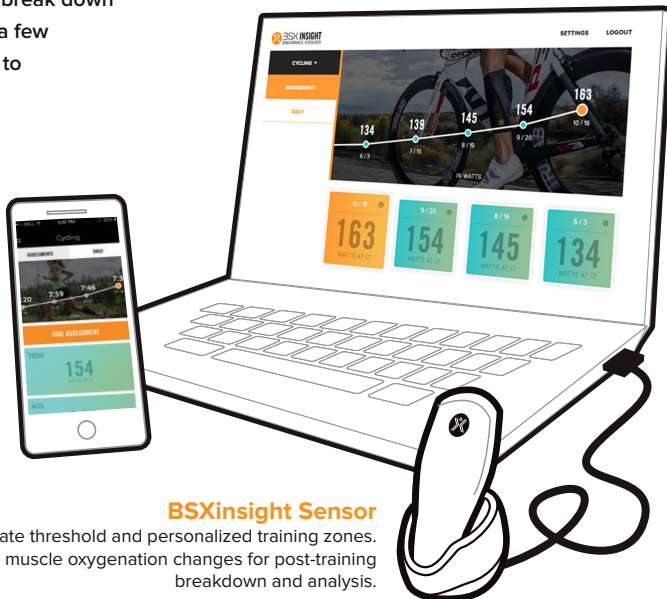 break down
a few
to
BSXINSIGHT
ENDURANCE EVOLVED
SETTINGS LOGOUT
CYCLING ▾
ASSESSMENT
DAILY
134 139 145 154 163
6 / 3 7 / 15 8 / 19 9 / 20 10 / 18
IN WATTS
10 / 18 9 / 20 8 / 19 6 / 3
163 154 145 134
WATTS AT LT WATTS AT LT WATTS AT LT WATTS AT LT
Cycling
ASSESSMENTS DAILY
:20 7:59 7:46 7:3
TAKE ASSESSMENT
TODAY
154
WATTS AT LT
BSXinsight Sensor
ate threshold and personalized training zones.
muscle oxygenation changes for post-training
breakdown and analysis.